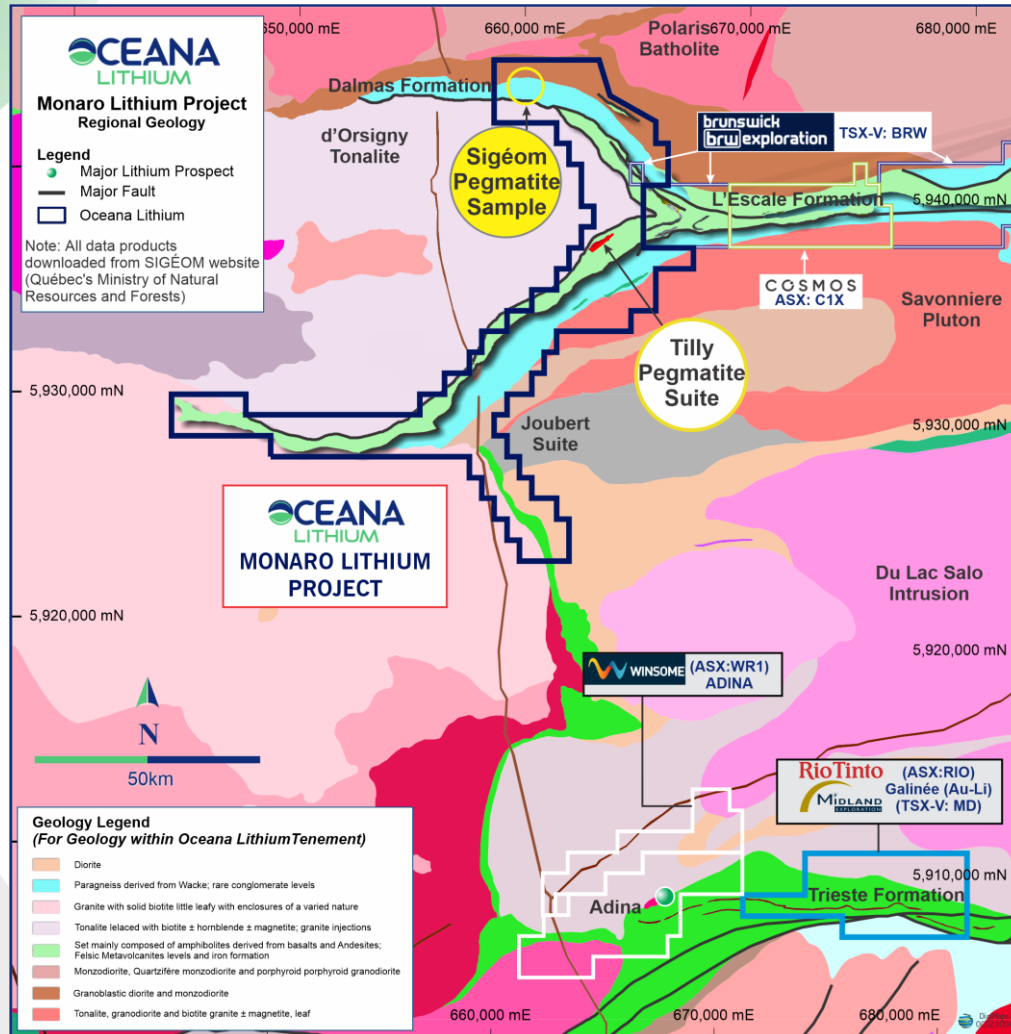 OCEANA
LITHIUM
Monaro Lithium Project
Regional Geology
Legend
Major Lithium Prospect
Major Fault
Oceana Lithium
Note: All data products
downloaded from SIGÉOM website
(Québec's Ministry of Natural
Resources and Forests)
650,000 mE
660,000 mE
670,000 mE
680,000 mE
Polaris
Batholite
Dalmas Formation
d'Orsigny
Tonalite
Sigéom
Pegmatite
Sample
brunswick
brw exploration
TSX-V: BRW
L'Escale Formation
5,940,000 mN
COSMOS
ASX: C1X
Savonniere
Pluton
Tilly
Pegmatite
Suite
5,930,000 mN
5,930,000 mN
Joubert
Suite
OCEANA
LITHIUM
MONARO LITHIUM
PROJECT
Du Lac Salo
Intrusion
5,920,000 mN
5,920,000 mN
WINSOME
(ASX:WR1)
ADINA
N
50km
RioTinto
MIDLAND
EXPLORATION
(ASX:RIO)
Galinée (Au-Li)
(TSX-V: MD)
Geology Legend
(For Geology within Oceana LithiumTenement)
Diorite
Paragneiss derived from Wacke; rare conglomerate levels
Granite with solid biotite little leafy with enclosures of a varied nature
Tonalite lelaced with biotite ± hornblende ± magnetite; granite injections
Set mainly composed of amphibolites derived from basalts and Andesites;
Felsic Metavolcanites levels and iron formation
Monzodiorite, Quartzifère monzodiorite and porphyroid porphyroid granodiorite
Granoblastic diorite and monzodiorite
Tonalite, granodiorite and biotite granite ± magnetite, leaf
5,910,000 mN
Adina
Trieste Formation
660,000 mE
670,000 mE
680,000 mE